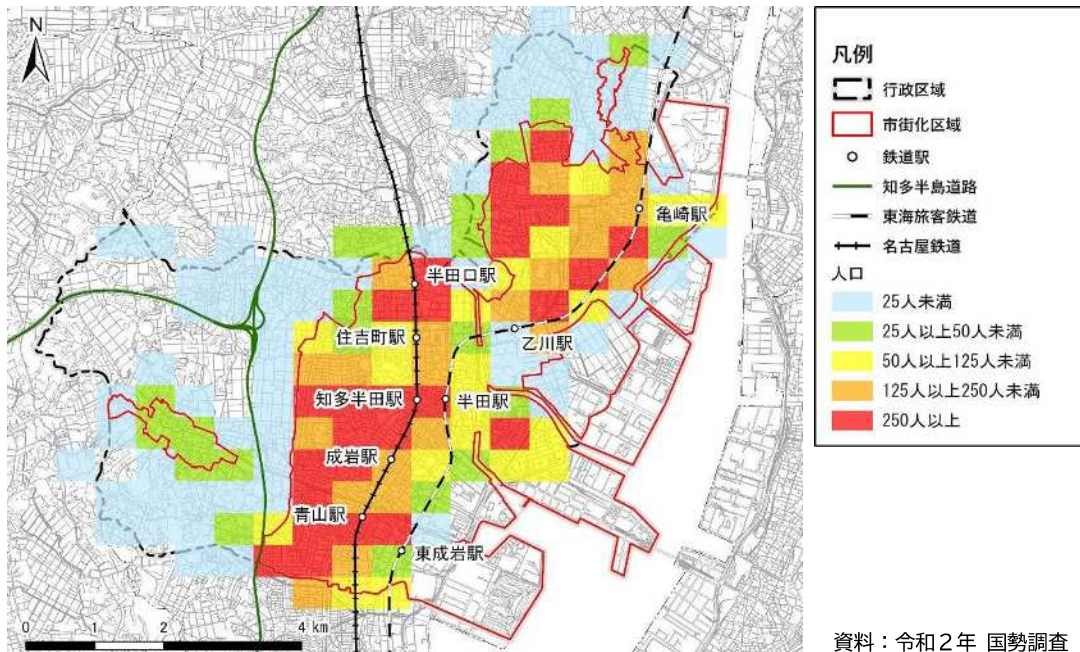 N
亀崎駅
半田口駅
住吉町駅
乙川駅
知多半田駅
半田駅
成岩駅
青山駅
東成岩駅
0 1 2 4 km
凡例
行政区域
市街化区域
鉄道駅
知多半島道路
東海旅客鉄道
名古屋鉄道
人口
25人未満
25人以上50人未満
50人以上125人未満
125人以上250人未満
250人以上
資料：令和２年 国勢調査